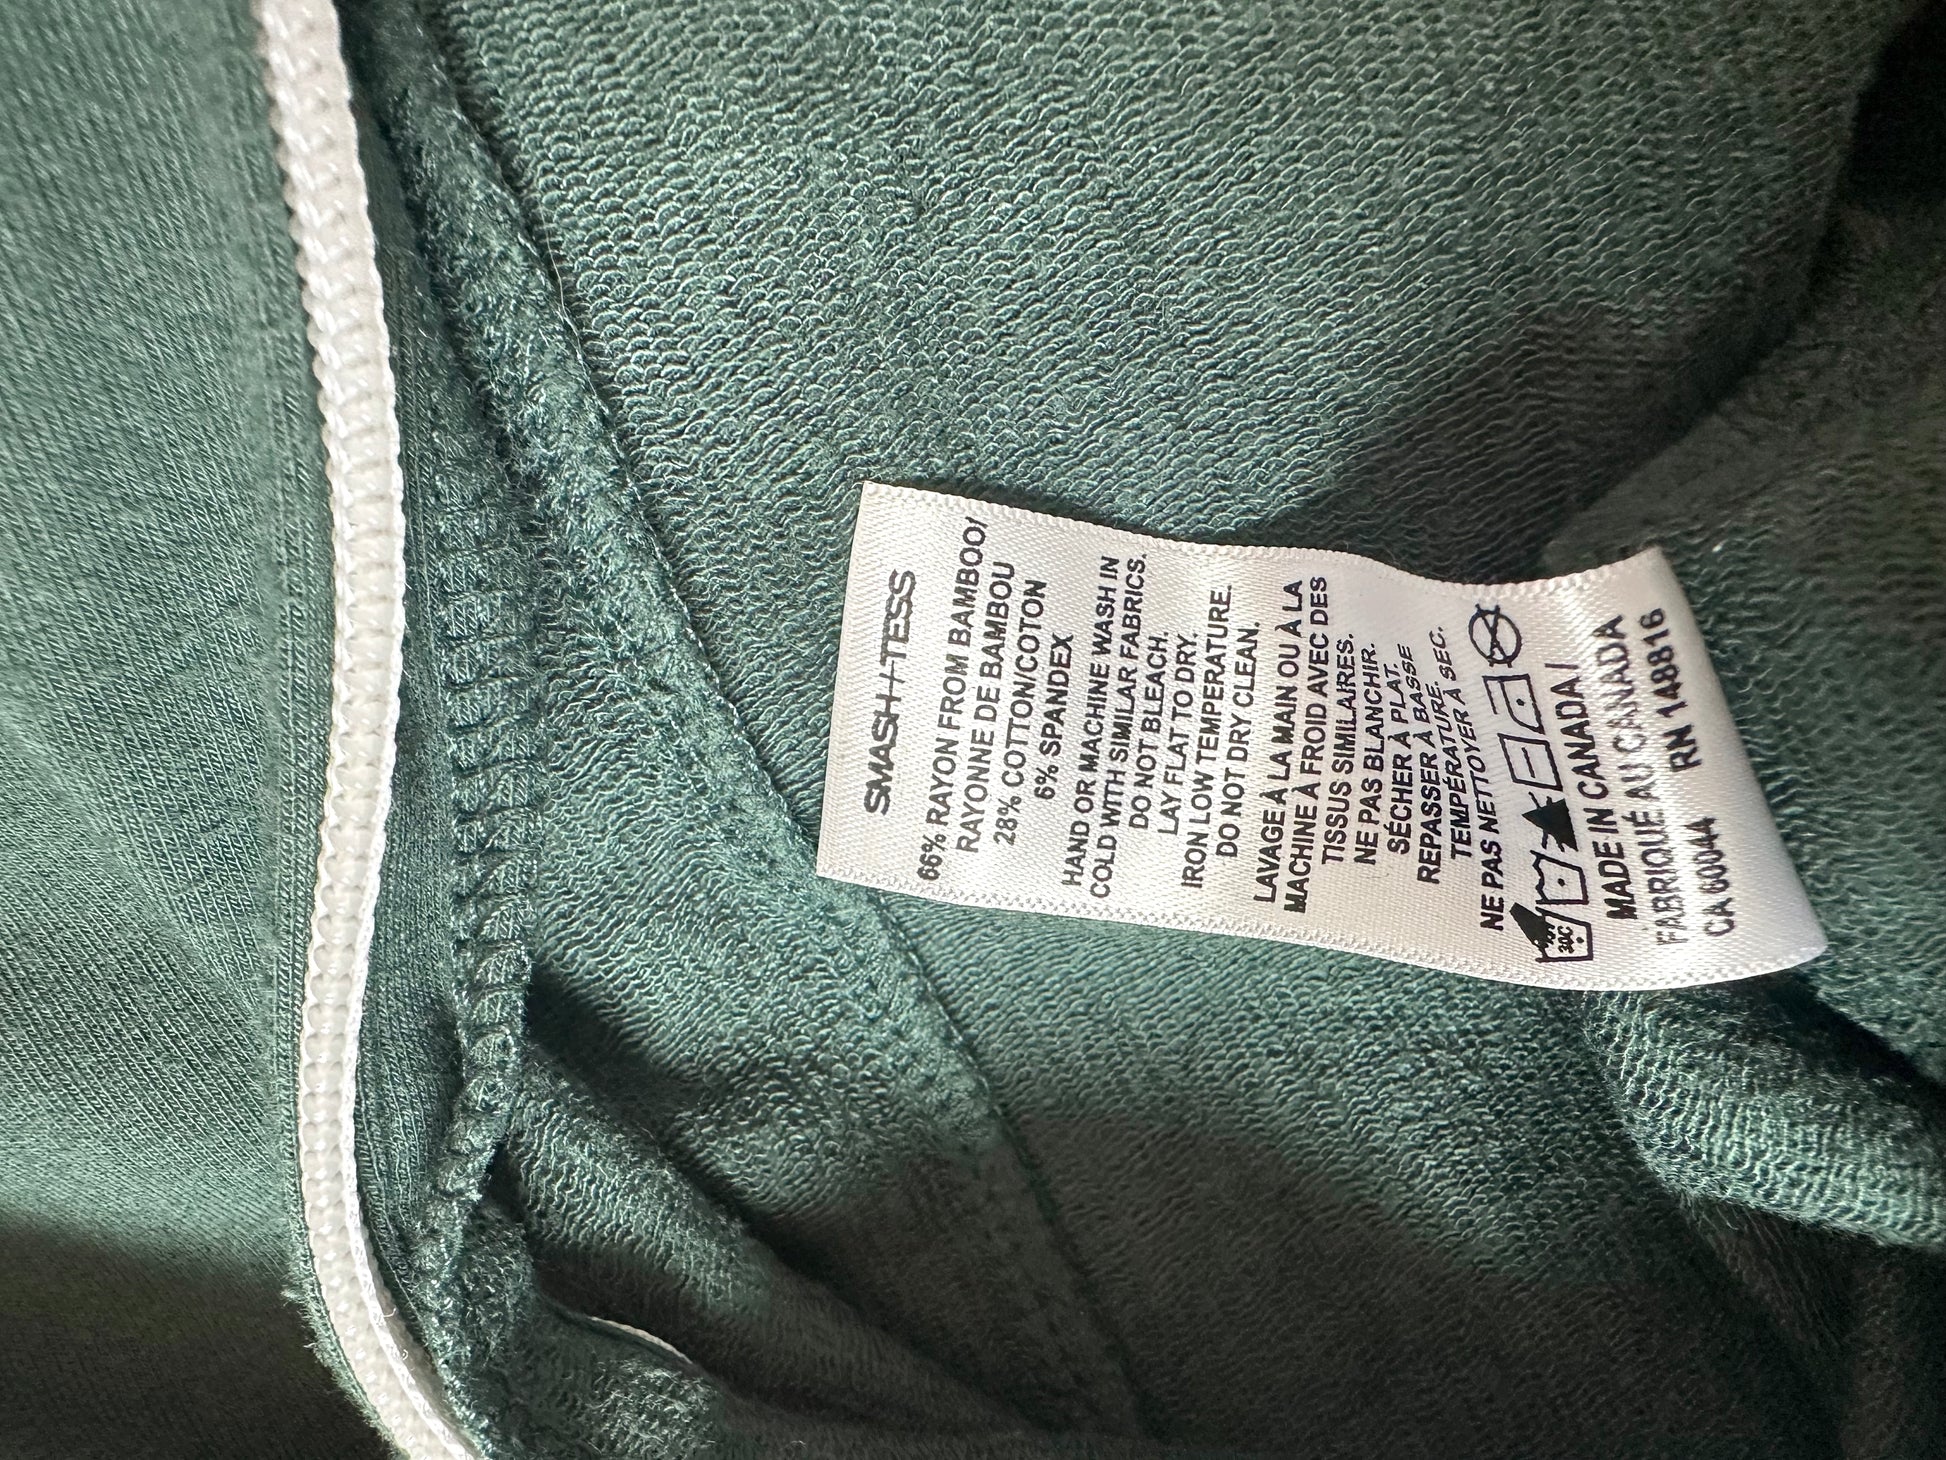 SMASH+TESS
66% RAYON FROM BAMBOO/
RAYONNE DE BAMBOU
28% COTTON/COTON
6% SPANDEX
HAND OR MACHINE WASH IN
COLD WITH SIMILAR FABRICS.
DO NOT BLEACH.
LAY FLAT TO DRY.
IRON LOW TEMPERATURE.
DO NOT DRY CLEAN.
LAVAGE À LA MAIN OU À LA
MACHINE À FROID AVEC DES
TISSUS SIMILAIRES.
NE PAS BLANCHIR.
SÉCHER À PLAT.
REPASSER À BASSE
TEMPÉRATURE.
NE PAS NETTOYER À SEC.
30C
MADE IN CANADA /
FABRIQUÉ AU CANADA
CA 60044 RN 148816